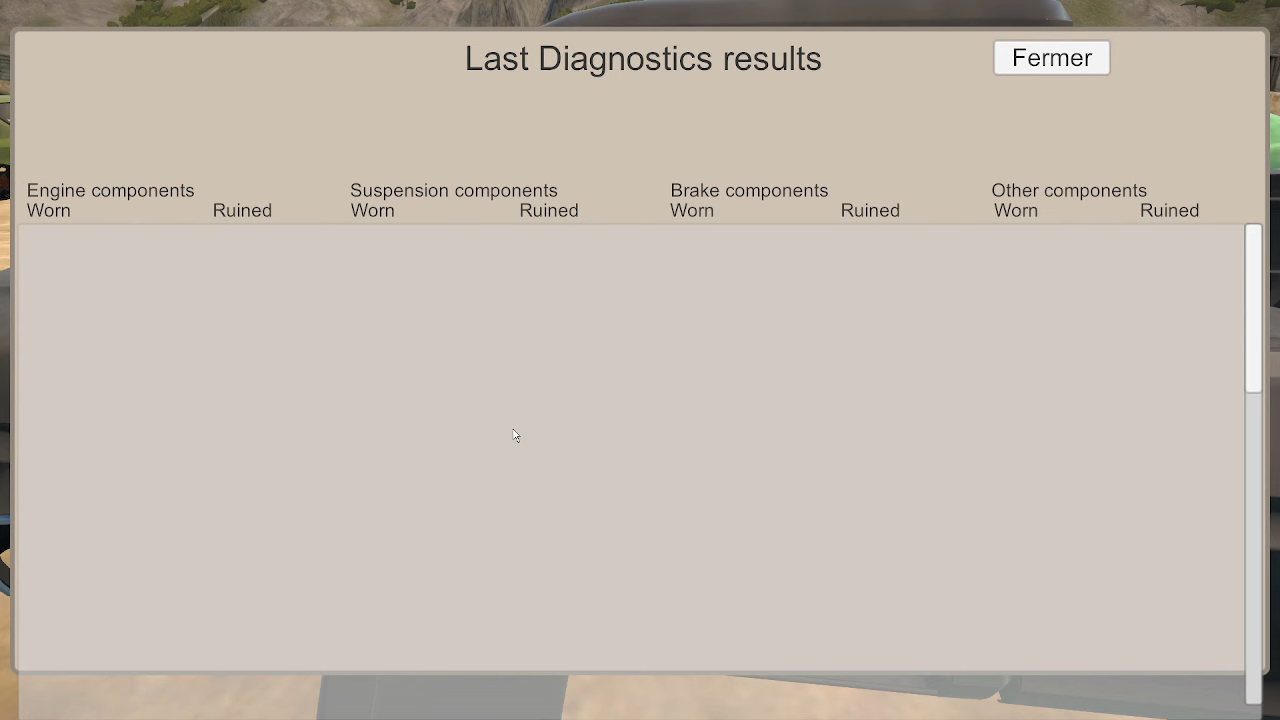 Last Diagnostics results
Fermer
Engine components
Suspension components
Brake components
Other components
Worn Ruined
Worn Ruined
Worn Ruined
Worn Ruined